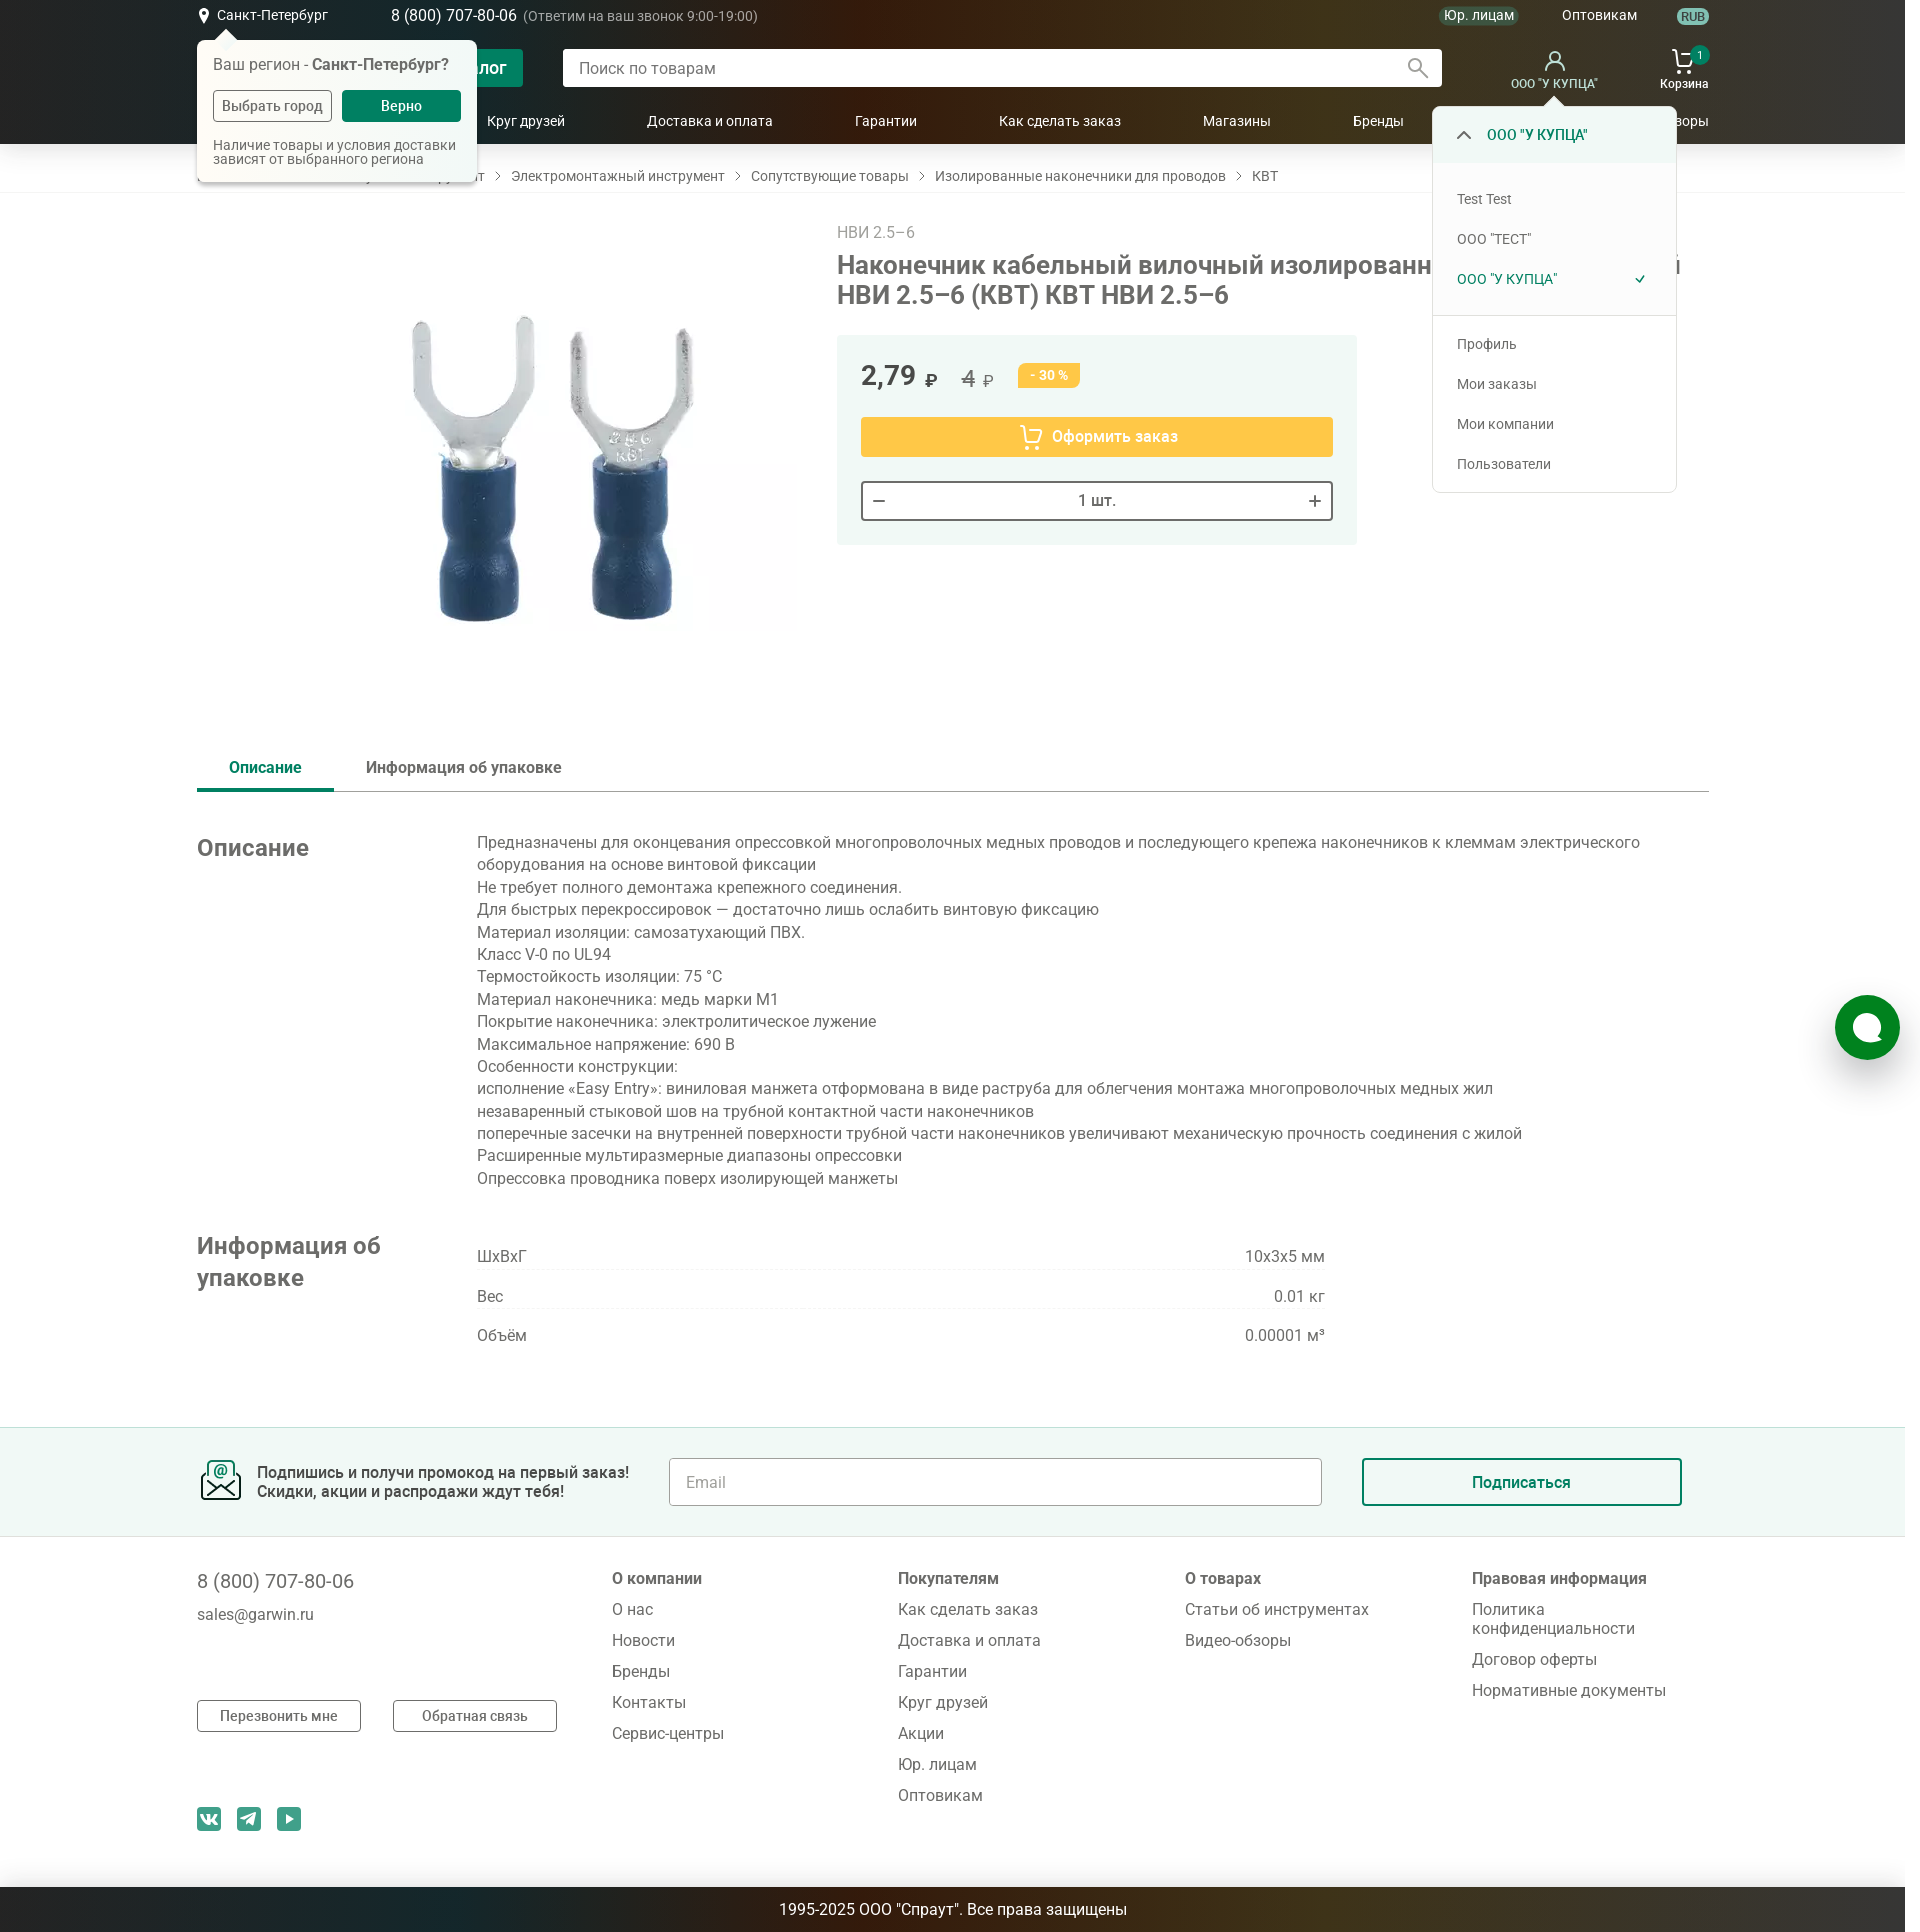 Санкт-Петербург
8 (800) 707-80-06 (Ответим на ваш звонок 9:00-19:00)
Юр. лицам
Оптовикам
RUB
Ваш регион - Санкт-Петербург?
Выбрать город
Верно
Наличие товары и условия доставки
зависят от выбранного региона
Поиск по товарам
ООО "У КУПЦА"
1
Корзина
Круг друзей
Доставка и оплата
Гарантии
Как сделать заказ
Магазины
Бренды
Электромонтажный инструмент
Сопутствующие товары
Изолированные наконечники для проводов
КВТ
ООО "У КУПЦА"
Test Test
ООО "ТЕСТ"
ООО "У КУПЦА"
Профиль
Мои заказы
Мои компании
Пользователи
НВИ 2.5–6
Наконечник кабельный вилочный
НВИ 2.5–6 (КВТ) КВТ НВИ 2.5–6
2,79 ₽
4 ₽
- 30 %
Оформить заказ
1 шт.
Описание
Информация об упаковке
Описание
Предназначены для оконцевания опрессовкой многопроволочных медных проводов и последующего крепежа наконечников к клеммам электрического
оборудования на основе винтовой фиксации
Не требует полного демонтажа крепежного соединения.
Для быстрых перекроссировок — достаточно лишь ослабить винтовую фиксацию
Материал изоляции: самозатухающий ПВХ.
Класс V-0 по UL94
Термостойкость изоляции: 75 °C
Материал наконечника: медь марки М1
Покрытие наконечника: электролитическое лужение
Максимальное напряжение: 690 В
Особенности конструкции:
исполнение «Easy Entry»: виниловая манжета отформована в виде раструба для облегчения монтажа многопроволочных медных жил
незаваренный стыковой шов на трубной контактной части наконечников
поперечные засечки на внутренней поверхности трубной части наконечников увеличивают механическую прочность соединения с жилой
Расширенные мультиразмерные диапазоны опрессовки
Опрессовка проводника поверх изолирующей манжеты
Информация об
упаковке
ШхВхГ 10x3x5 мм
Вес 0.01 кг
Объём 0.00001 м³
Подпишись и получи промокод на первый заказ!
Скидки, акции и распродажи ждут тебя!
Email
Подписаться
8 (800) 707-80-06
sales@garwin.ru
Перезвонить мне
Обратная связь
О компании
О нас
Новости
Бренды
Контакты
Сервис-центры
Покупателям
Как сделать заказ
Доставка и оплата
Гарантии
Круг друзей
Акции
Юр. лицам
Оптовикам
О товарах
Статьи об инструментах
Видео-обзоры
Правовая информация
Политика
конфиденциальности
Договор оферты
Нормативные документы
1995-2025 ООО "Спраут". Все права защищены